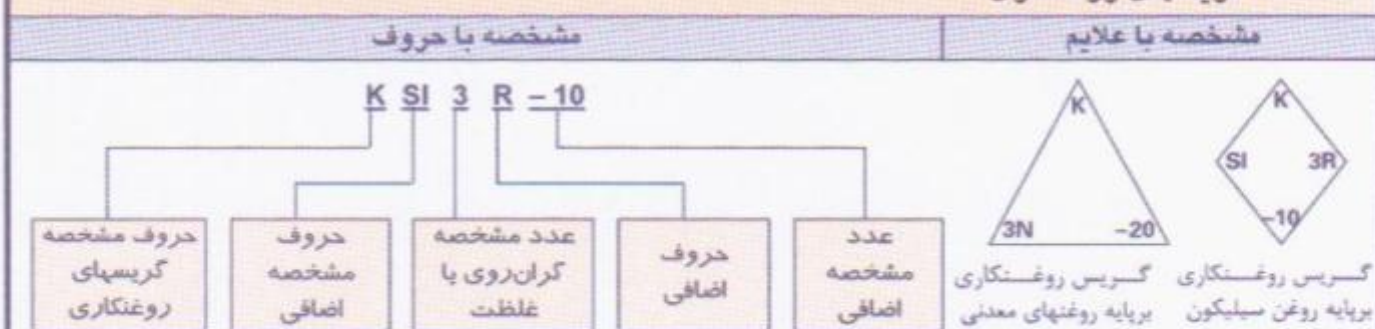 مشخصه با علایم
مشخصه با حروف
K SI 3 R – 10
K
SI 3R
–10
K
3N –20
گریس روغنکاری
برپایه روغن سیلیکون
گریس روغنکاری
برپایه روغنهای معدنی
عدد
مشخصه
اضافی
حروف
اضافی
عدد مشخصه
گران‌روی یا
غلظت
حروف
مشخصه
اضافی
حروف مشخصه
گریسهای
روغنکاری